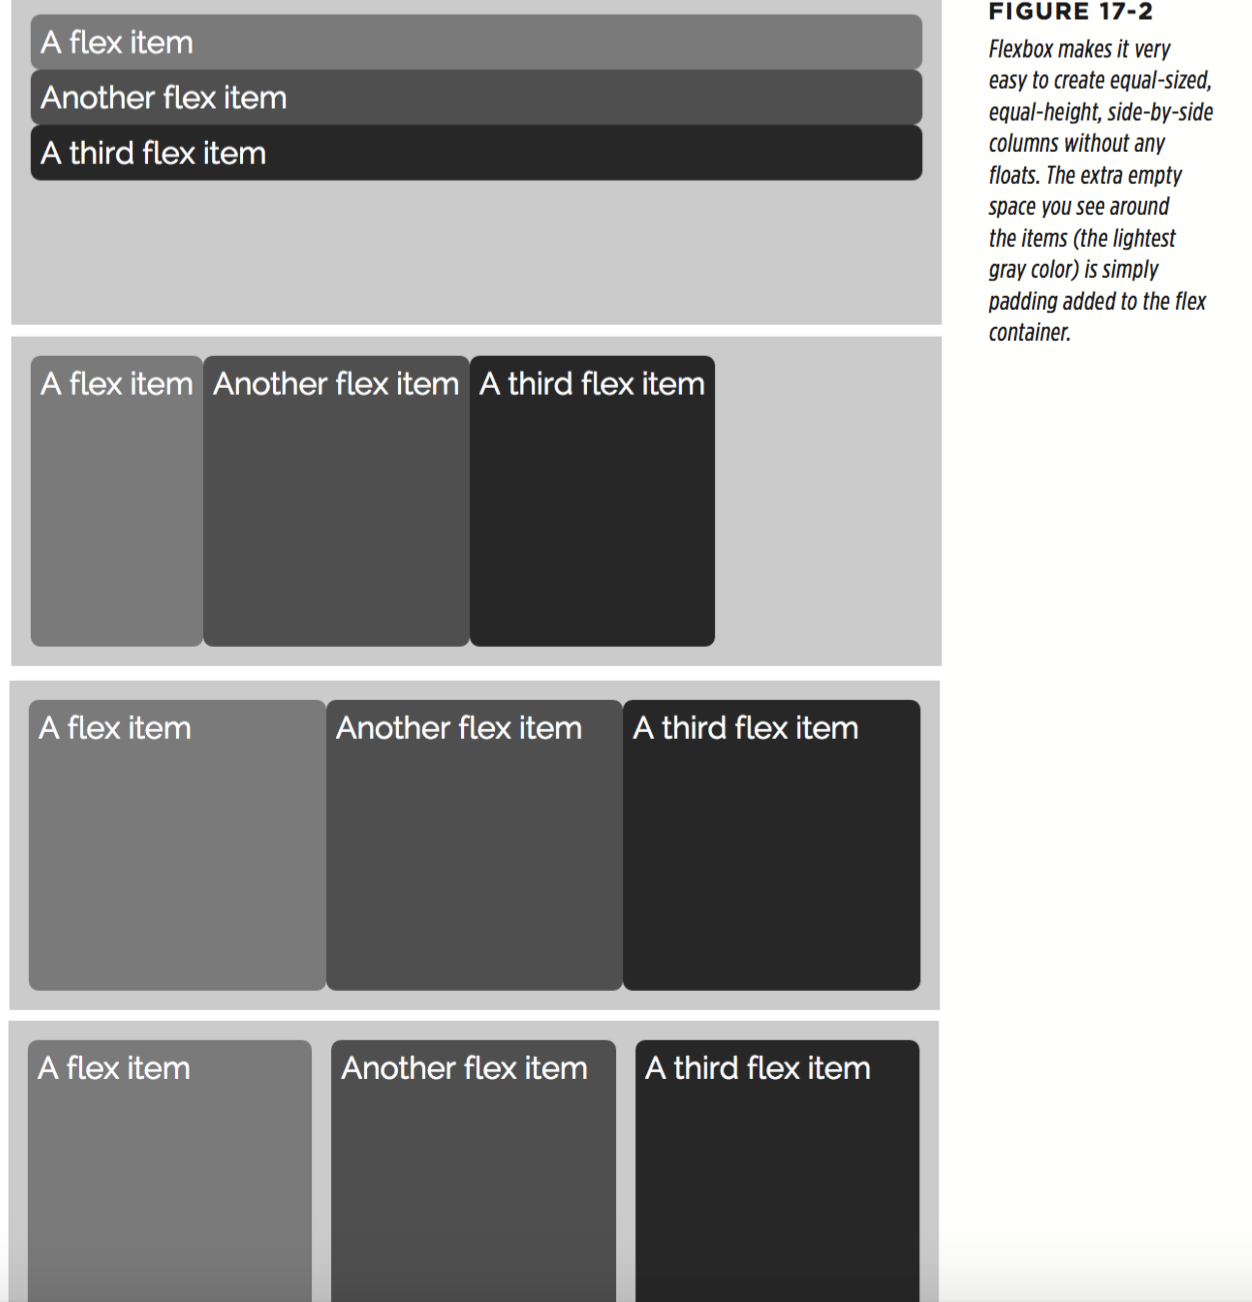 A flex item
Another flex item
A third flex item
A flex item
Another flex item
A third flex item
A flex item
Another flex item
A third flex item
A flex item
Another flex item
A third flex item
FIGURE 17-2
Flexbox makes it very
easy to create equal-sized,
equal-height, side-by-side
columns without any
floats. The extra empty
space you see around
the items (the lightest
gray color) is simply
padding added to the flex
container.